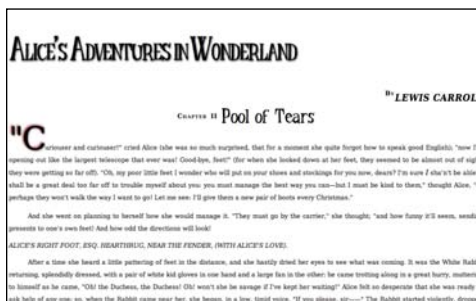 ALICE'S ADVENTURES IN WONDERLAND
BY LEWIS CARROL
CHAPTER II Pool of Tears
"Curiouser and curiouser!" cried Alice (she was so much surprised, that for a moment she quite forgot how to speak good English); "now I
opening out like the largest telescope that ever was! Good-bye, feet!" (for when she looked down at her feet, they seemed to be almost out of sig
they were getting so far off). "Oh, my poor little feet I wonder who will put on your shoes and stockings for you now, dears? I'm sure I sha'n't be able
shall be a great deal too far off to trouble myself about you: you must manage the best way you can—but I must be kind to them," thought Alice, "
perhaps they won't walk the way I want to go! Let me see: I'll give them a new pair of boots every Christmas."
And she went on planning to herself how she would manage it. "They must go by the carrier," she thought; "and how funny it'll seem, sendi
presents to one's own feet! And how odd the directions will look!
ALICE'S RIGHT FOOT, ESQ. HEARTHRUG, NEAR THE FENDER, (WITH ALICE'S LOVE).
After a time she heard a little pattering of feet in the distance, and she hastily dried her eyes to see what was coming. It was the White Rab
returning, splendidly dressed, with a pair of white kid gloves in one hand and a large fan in the other: he came trotting along in a great hurry, mutteri
to himself as he came, "Oh! the Duchess, the Duchess! Oh! won't she be savage if I've kept her waiting!" Alice felt so desperate that she was ready
ask help of any one: so, when the Rabbit came near her, she began, in a low, timid voice, "If you please, sir——" The Rabbit started violently,